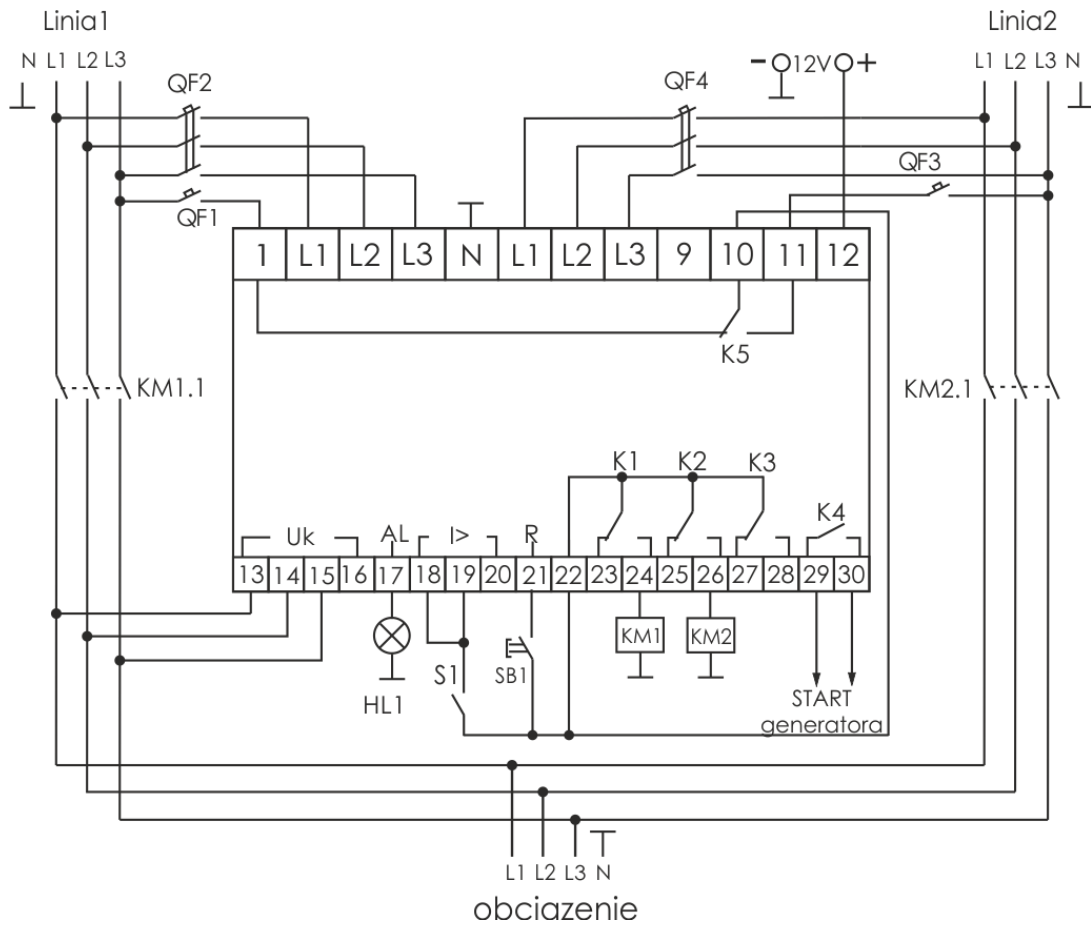 Linia1
Linia2
N L1 L2 L3
- 12V +
L1 L2 L3 N
QF2
QF4
QF3
QF1
1 L1 L2 L3 N L1 L2 L3 9 10 11 12
K5
KM1.1
KM2.1
K1 K2 K3
K4
Uk AL I> R
13 14 15 16 17 18 19 20 21 22 23 24 25 26 27 28 29 30
KM1 KM2
S1 SB1
HL1
START
generatora
L1 L2 L3 N
obciazenie